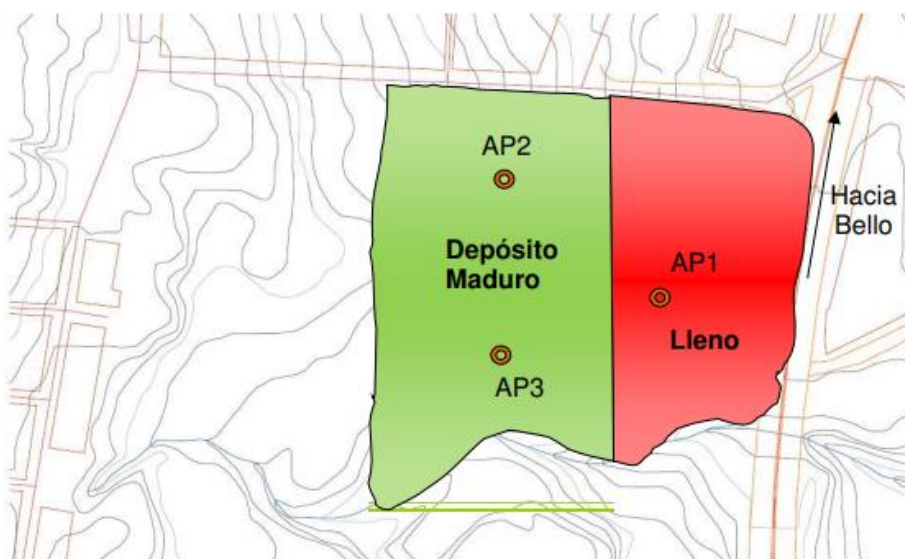 AP2
Hacia
Bello
Depósito
Maduro
AP1
Lleno
AP3